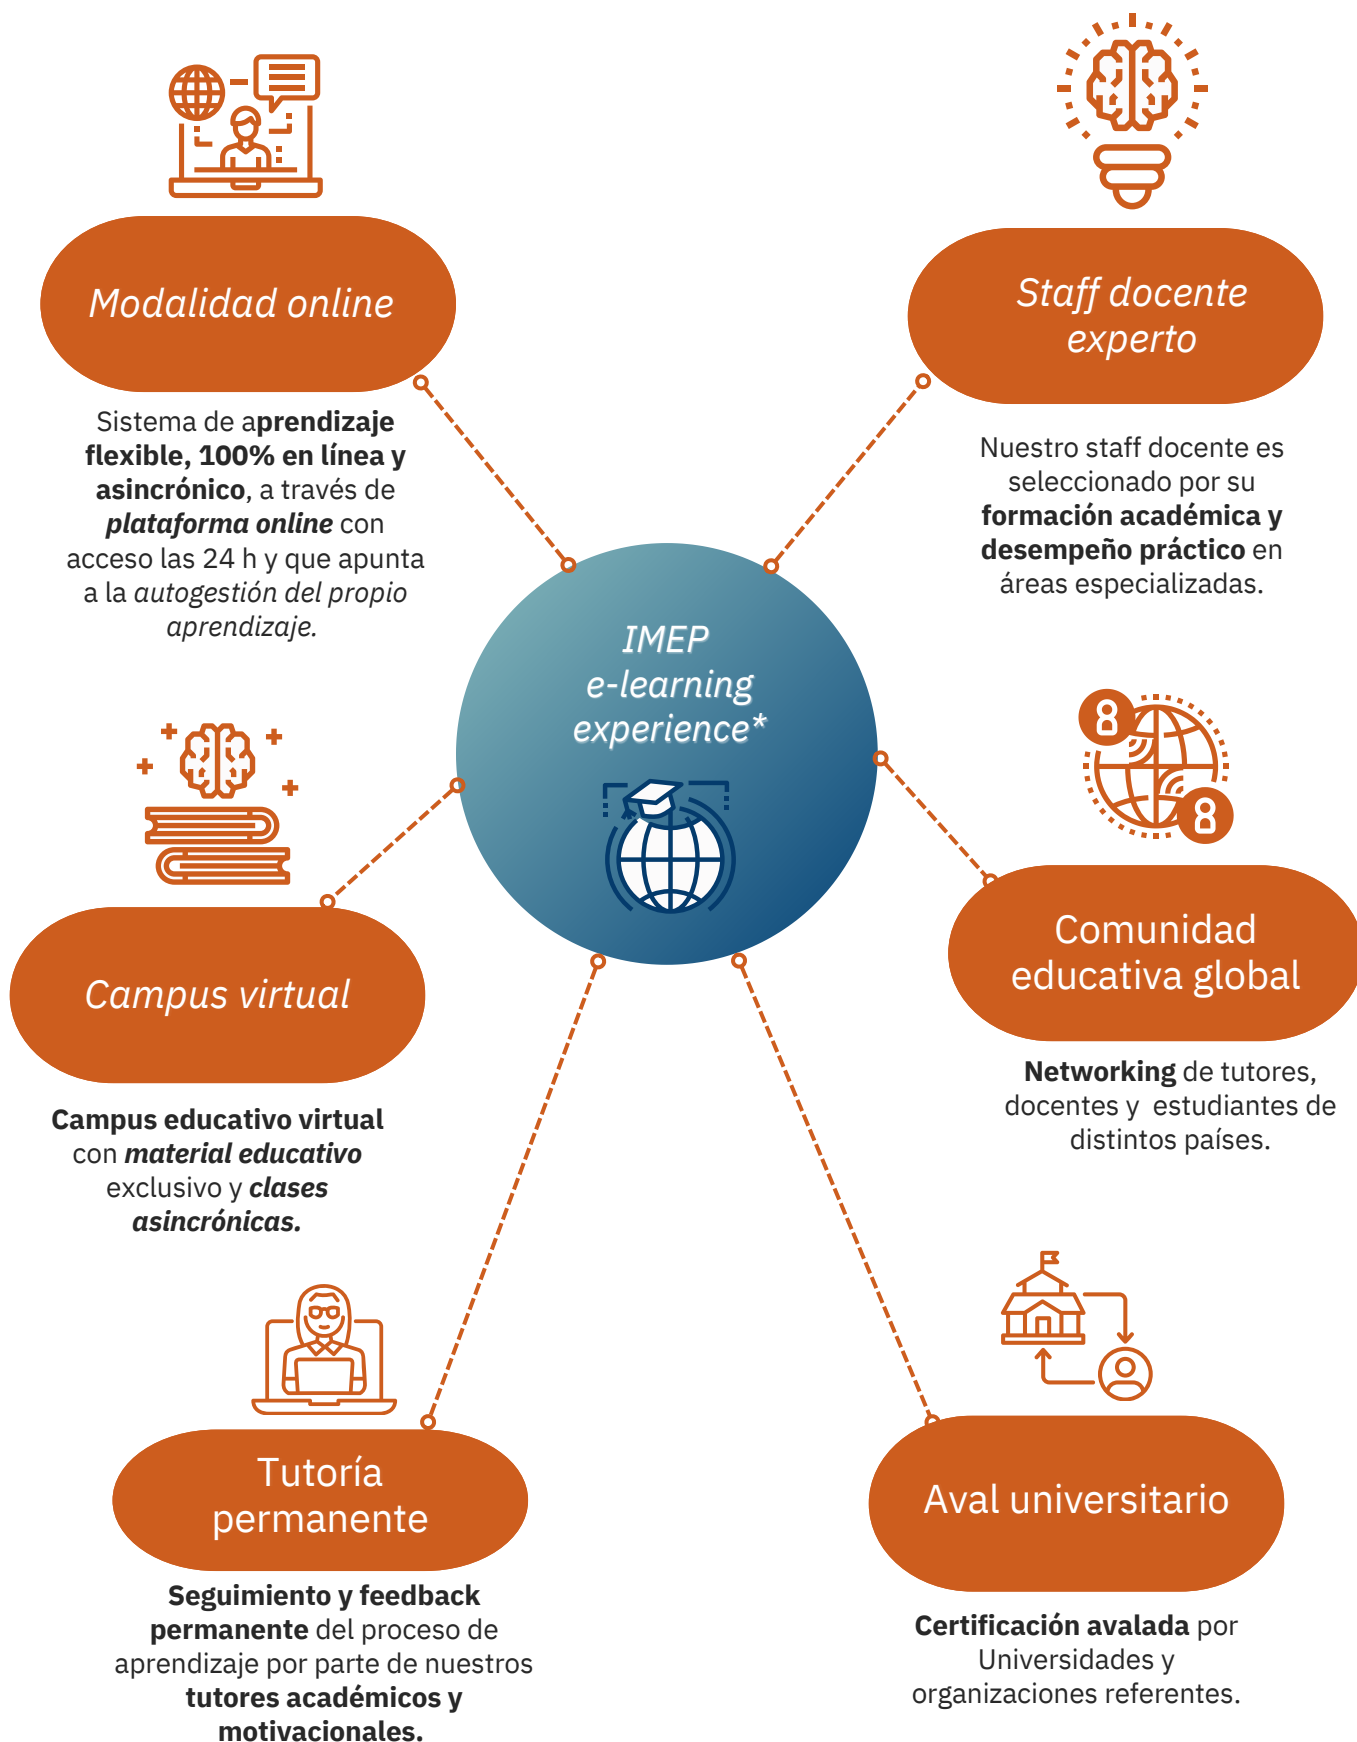 Modalidad online
Sistema de aprendizaje
flexible, 100% en línea y
asincrónico, a través de
plataforma online con
acceso las 24 h y que apunta
a la autogestión del propio
aprendizaje.
Staff docente
experto
Nuestro staff docente es
seleccionado por su
formación académica y
desempeño práctico en
áreas especializadas.
IMEP
e-learning
experience*
Campus virtual
Campus educativo virtual
con material educativo
exclusivo y clases
asincrónicas.
Comunidad
educativa global
Networking de tutores,
docentes y  estudiantes de
distintos países.
Tutoría
permanente
Seguimiento y feedback
permanente del proceso de
aprendizaje por parte de nuestros
tutores académicos y
motivacionales.
Aval universitario
Certificación avalada por
Universidades y
organizaciones referentes.